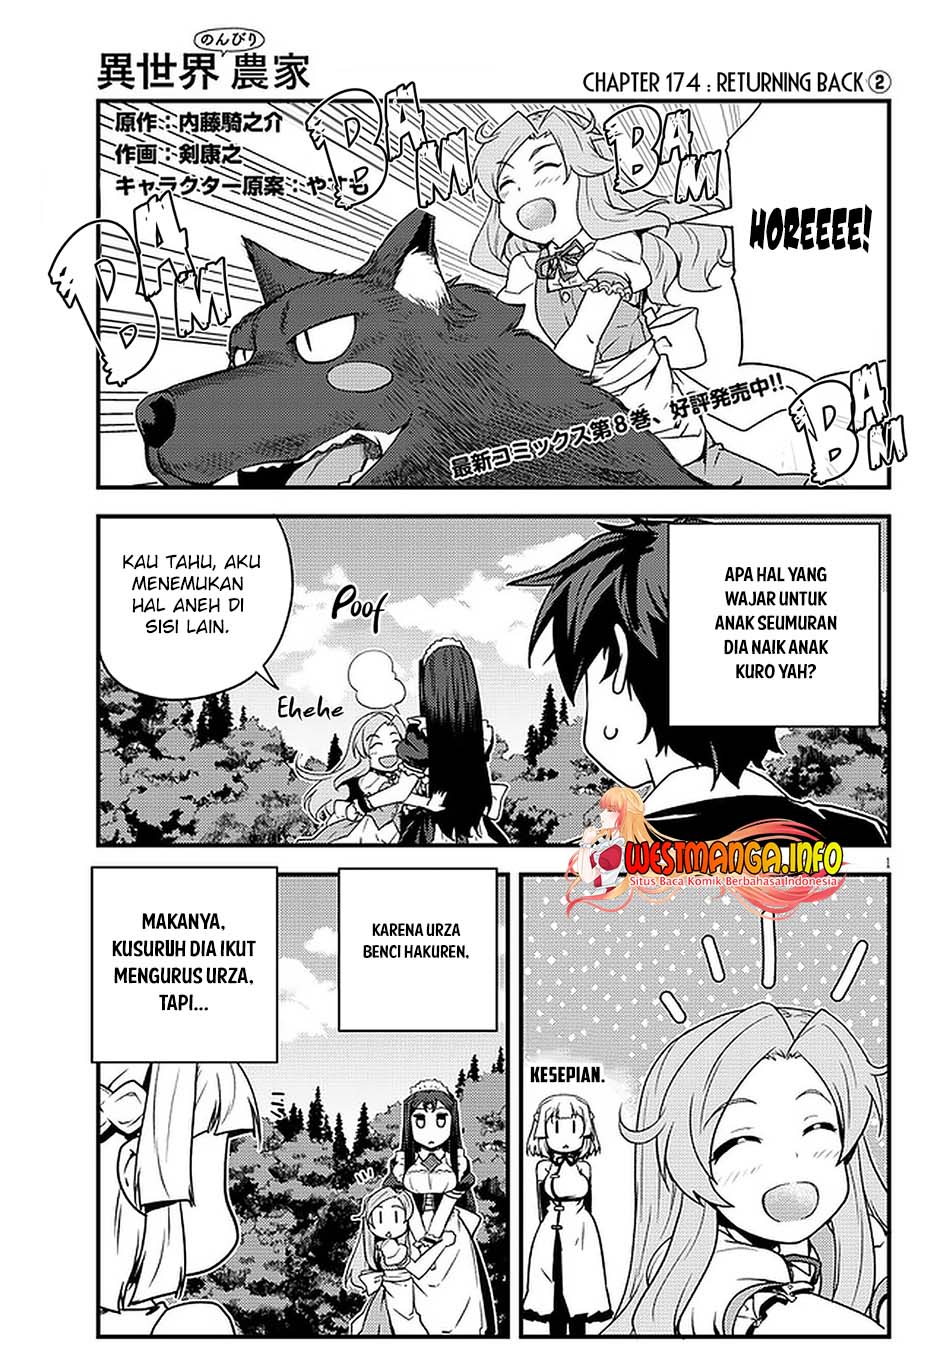 異世界のんびり農家
CHAPTER 174 : RETURNING BACK ②
原作：内藤騎之介
作画：剣康之
キャラクター原案：やすも
BAM
BAM
BAM
HOREEEE!
BAM
最新コミックス第8巻、好評発売中!!
KAU TAHU, AKU
MENEMUKAN
HAL ANEH DI
SISI LAIN.
Poof
Ehehe
APA HAL YANG
WAJAR UNTUK
ANAK SEUMURAN
DIA NAIK ANAK
KURO YAH?
1
WESTMANGA.INFO
Situs Baca Komik Berbahasa Indonesia
MAKANYA,
KUSURUH DIA IKUT
MENGURUS URZA,
TAPI...
KARENA URZA
BENCI HAKUREN,
KESEPIAN.